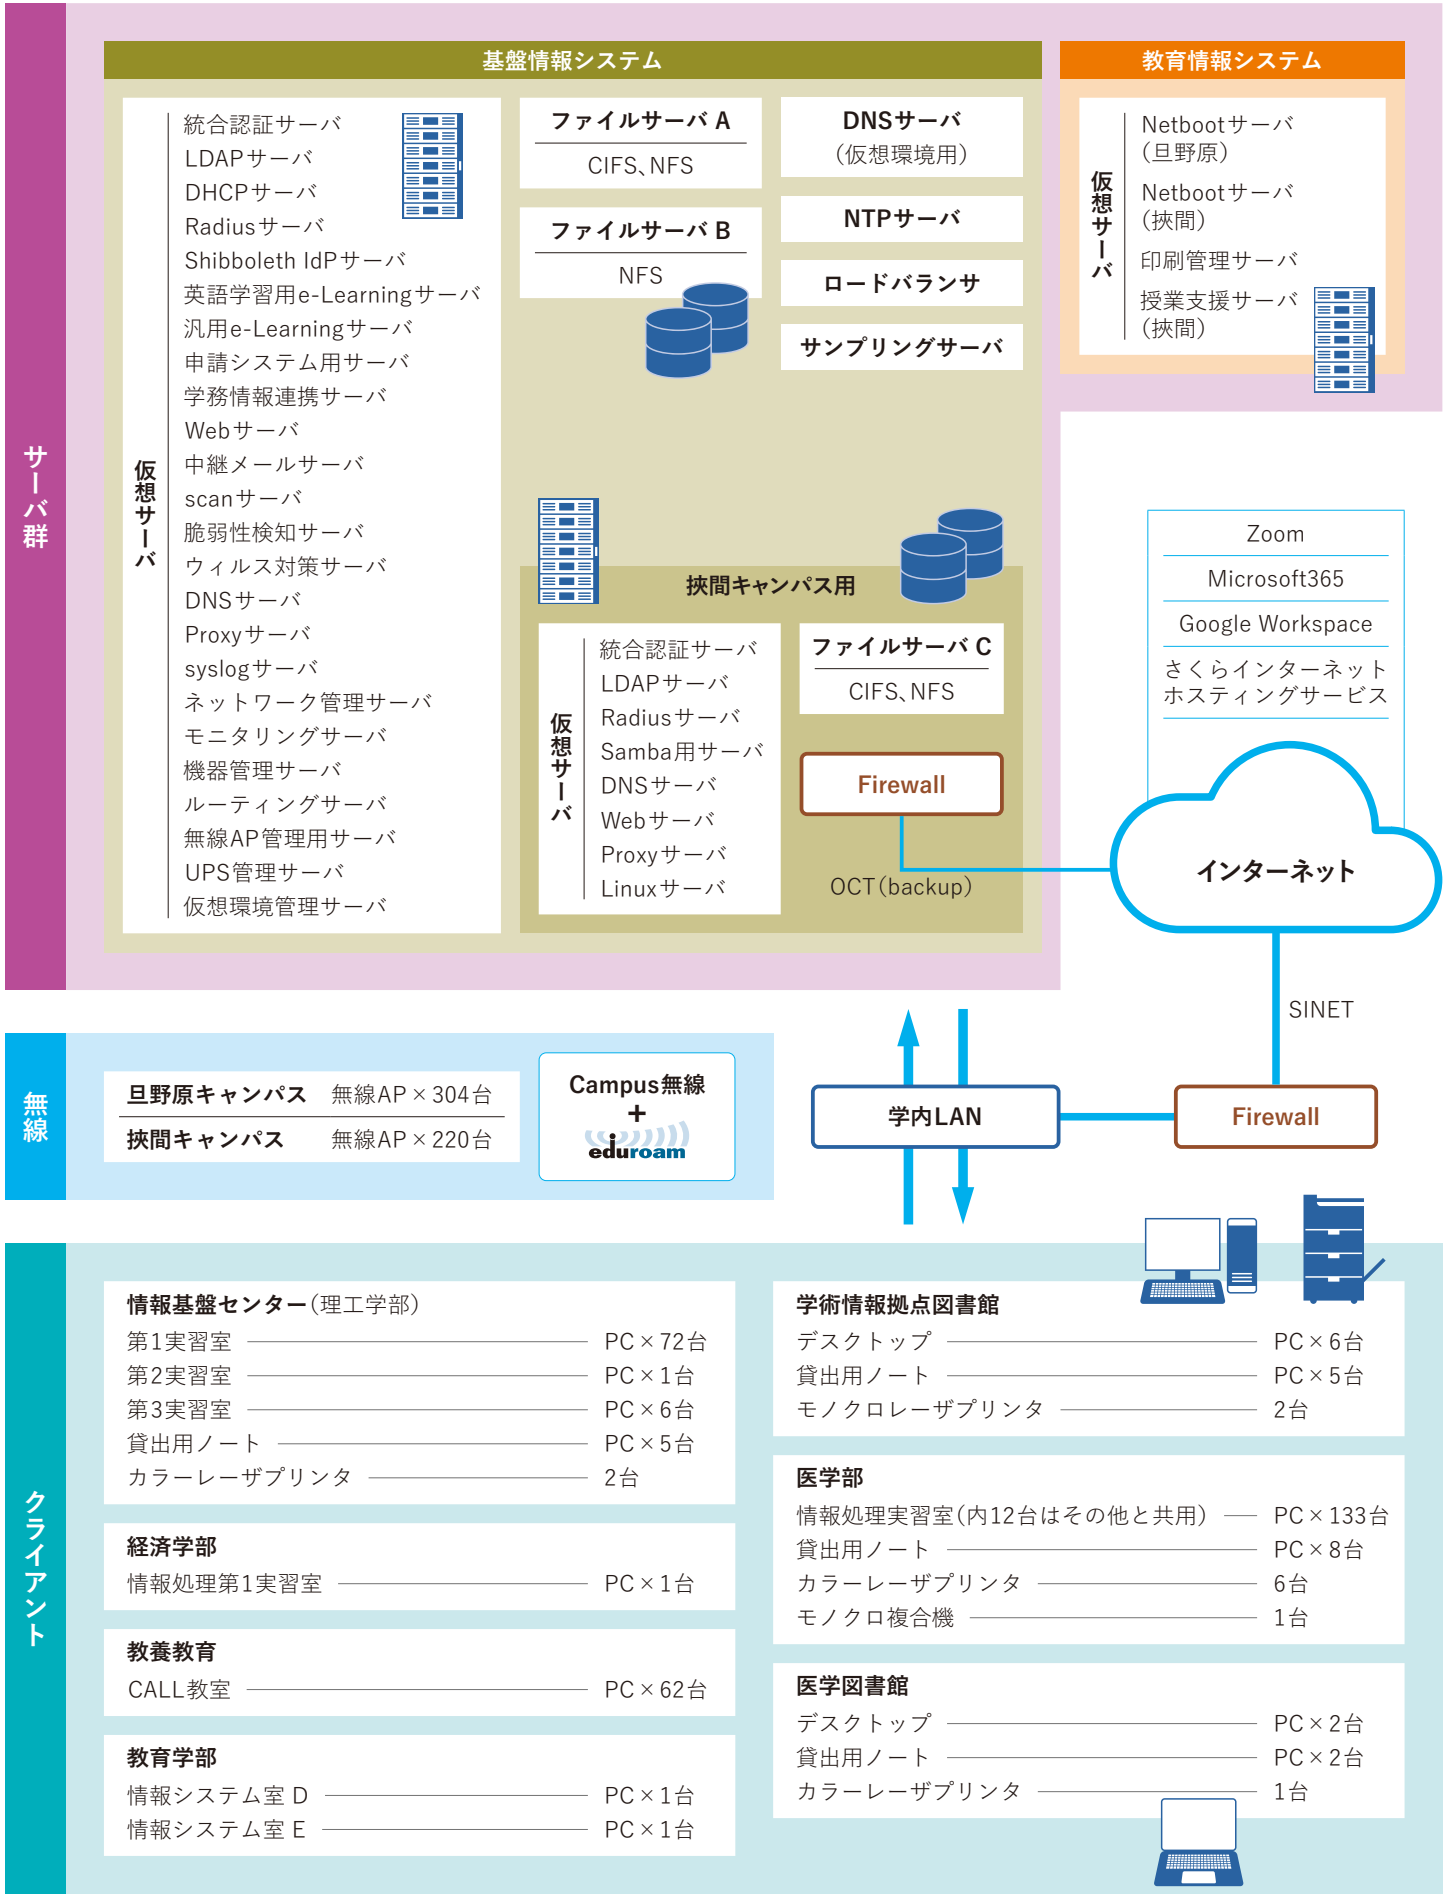 サーバ群
基盤情報システム
仮想サーバ
統合認証サーバ
LDAPサーバ
DHCPサーバ
Radiusサーバ
Shibboleth IdPサーバ
英語学習用e-Learningサーバ
汎用e-Learningサーバ
申請システム用サーバ
学務情報連携サーバ
Webサーバ
中継メールサーバ
scanサーバ
脆弱性検知サーバ
ウィルス対策サーバ
DNSサーバ
Proxyサーバ
syslogサーバ
ネットワーク管理サーバ
モニタリングサーバ
機器管理サーバ
ルーティングサーバ
無線AP管理用サーバ
UPS管理サーバ
仮想環境管理サーバ
ファイルサーバ A
CIFS、NFS
ファイルサーバ B
NFS
DNSサーバ
(仮想環境用)
NTPサーバ
ロードバランサ
サンプリングサーバ
挾間キャンパス用
仮想サーバ
統合認証サーバ
LDAPサーバ
Radiusサーバ
Samba用サーバ
DNSサーバ
Webサーバ
Proxyサーバ
Linuxサーバ
ファイルサーバ C
CIFS、NFS
Firewall
OCT(backup)
教育情報システム
仮想サーバ
Netbootサーバ
(旦野原)
Netbootサーバ
(挾間)
印刷管理サーバ
授業支援サーバ
(挾間)
Zoom
Microsoft365
Google Workspace
さくらインターネット
ホスティングサービス
インターネット
SINET
無線
旦野原キャンパス 無線AP×304台
挾間キャンパス 無線AP×220台
Campus無線
+
eduroam
学内LAN
Firewall
クライアント
情報基盤センター(理工学部)
第1実習室 PC×72台
第2実習室 PC×1台
第3実習室 PC×6台
貸出用ノート PC×5台
カラーレーザプリンタ 2台
経済学部
情報処理第1実習室 PC×1台
教養教育
CALL教室 PC×62台
教育学部
情報システム室 D PC×1台
情報システム室 E PC×1台
学術情報拠点図書館
デスクトップ PC×6台
貸出用ノート PC×5台
モノクロレーザプリンタ 2台
医学部
情報処理実習室(内12台はその他と共用) PC×133台
貸出用ノート PC×8台
カラーレーザプリンタ 6台
モノクロ複合機 1台
医学図書館
デスクトップ PC×2台
貸出用ノート PC×2台
カラーレーザプリンタ 1台